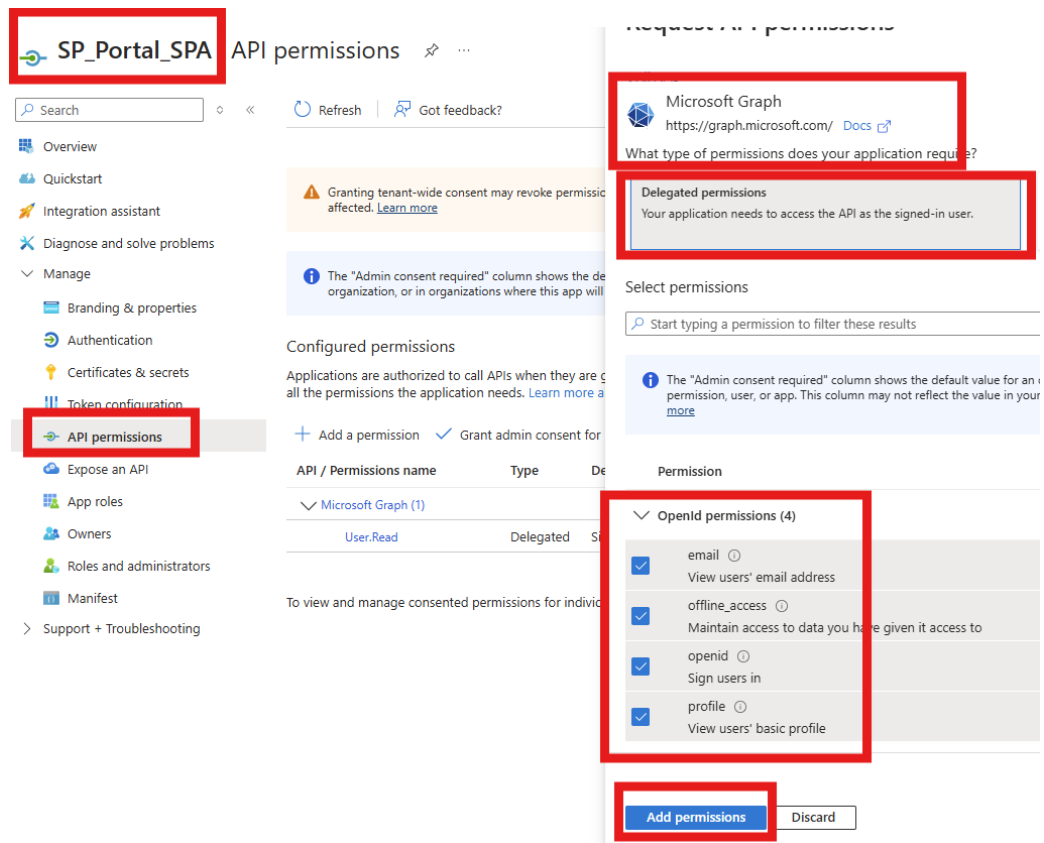 SP_Portal_SPA API permissions
Search
Overview
Quickstart
Integration assistant
Diagnose and solve problems
Manage
Branding & properties
Authentication
Certificates & secrets
Token configuration
API permissions
Expose an API
App roles
Owners
Roles and administrators
Manifest
Support + Troubleshooting
Refresh
Got feedback?
Granting tenant-wide consent may revoke
affected. Learn more
The "Admin consent required" column shows the
organization, or in organizations where this app will
Configured permissions
Applications are authorized to call APIs when they are
all the permissions the application needs. Learn more
Add a permission
Grant admin consent for
API / Permissions name
Type
Microsoft Graph (1)
User.Read
Delegated
To view and manage consented permissions for
Request API permissions
Microsoft Graph
https://graph.microsoft.com/ Docs
What type of permissions does your application require?
Delegated permissions
Your application needs to access the API as the signed-in user.
Select permissions
Start typing a permission to filter these results
The "Admin consent required" column shows the default value for an
permission, user, or app. This column may not reflect the value in your
more
Permission
OpenId permissions (4)
email
View users' email address
offline_access
Maintain access to data you have given it access to
openid
Sign users in
profile
View users' basic profile
Add permissions
Discard